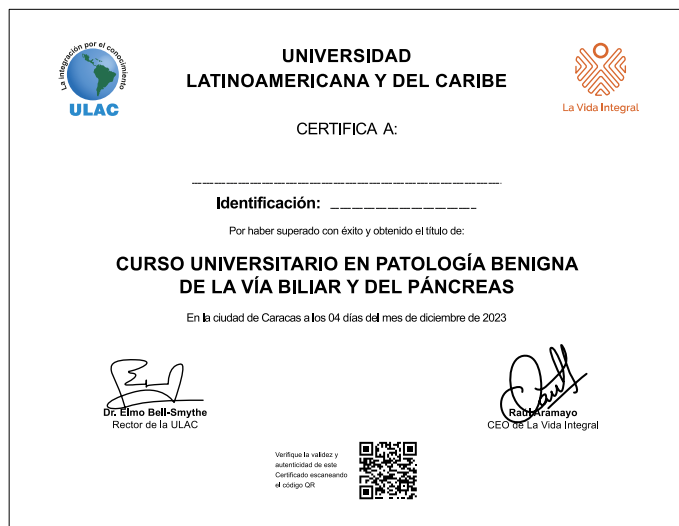 La integración por el conocimiento
ULAC
UNIVERSIDAD
LATINOAMERICANA Y DEL CARIBE
La Vida Integral
CERTIFICA A:
Identificación:
Por haber superado con éxito y obtenido el título de:
CURSO UNIVERSITARIO EN PATOLOGÍA BENIGNA
DE LA VÍA BILIAR Y DEL PÁNCREAS
En la ciudad de Caracas a los 04 días del mes de diciembre de 2023
Dr. Elmo Bell-Smythe
Rector de la ULAC
Raúl Aramayo
CEO de La Vida Integral
Verifique la validez y
autenticidad de este
Certificado escaneando
el código QR